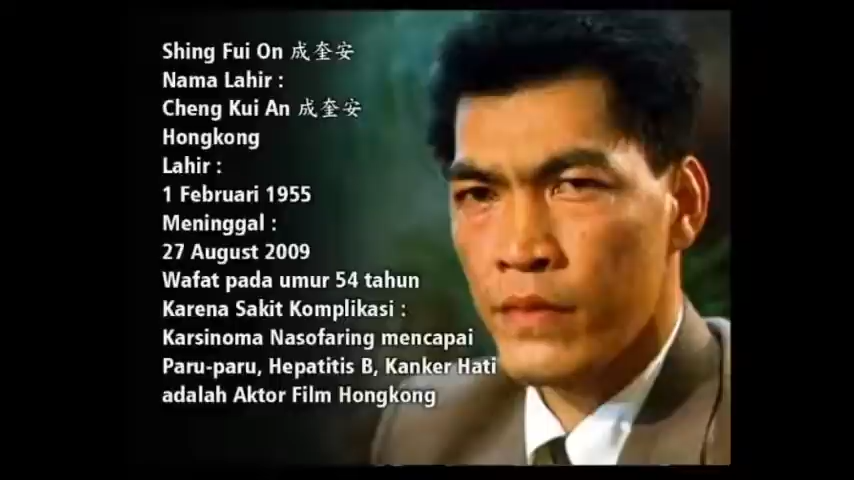 Shing Fui On 成奎安
Nama Lahir :
Cheng Kui An 成奎安
Hongkong
Lahir :
1 Februari 1955
Meninggal :
27 August 2009
Wafat pada umur 54 tahun
Karena Sakit Komplikasi :
Karsinoma Nasofaring mencapai
Paru-paru, Hepatitis B, Kanker Hati
adalah Aktor Film Hongkong